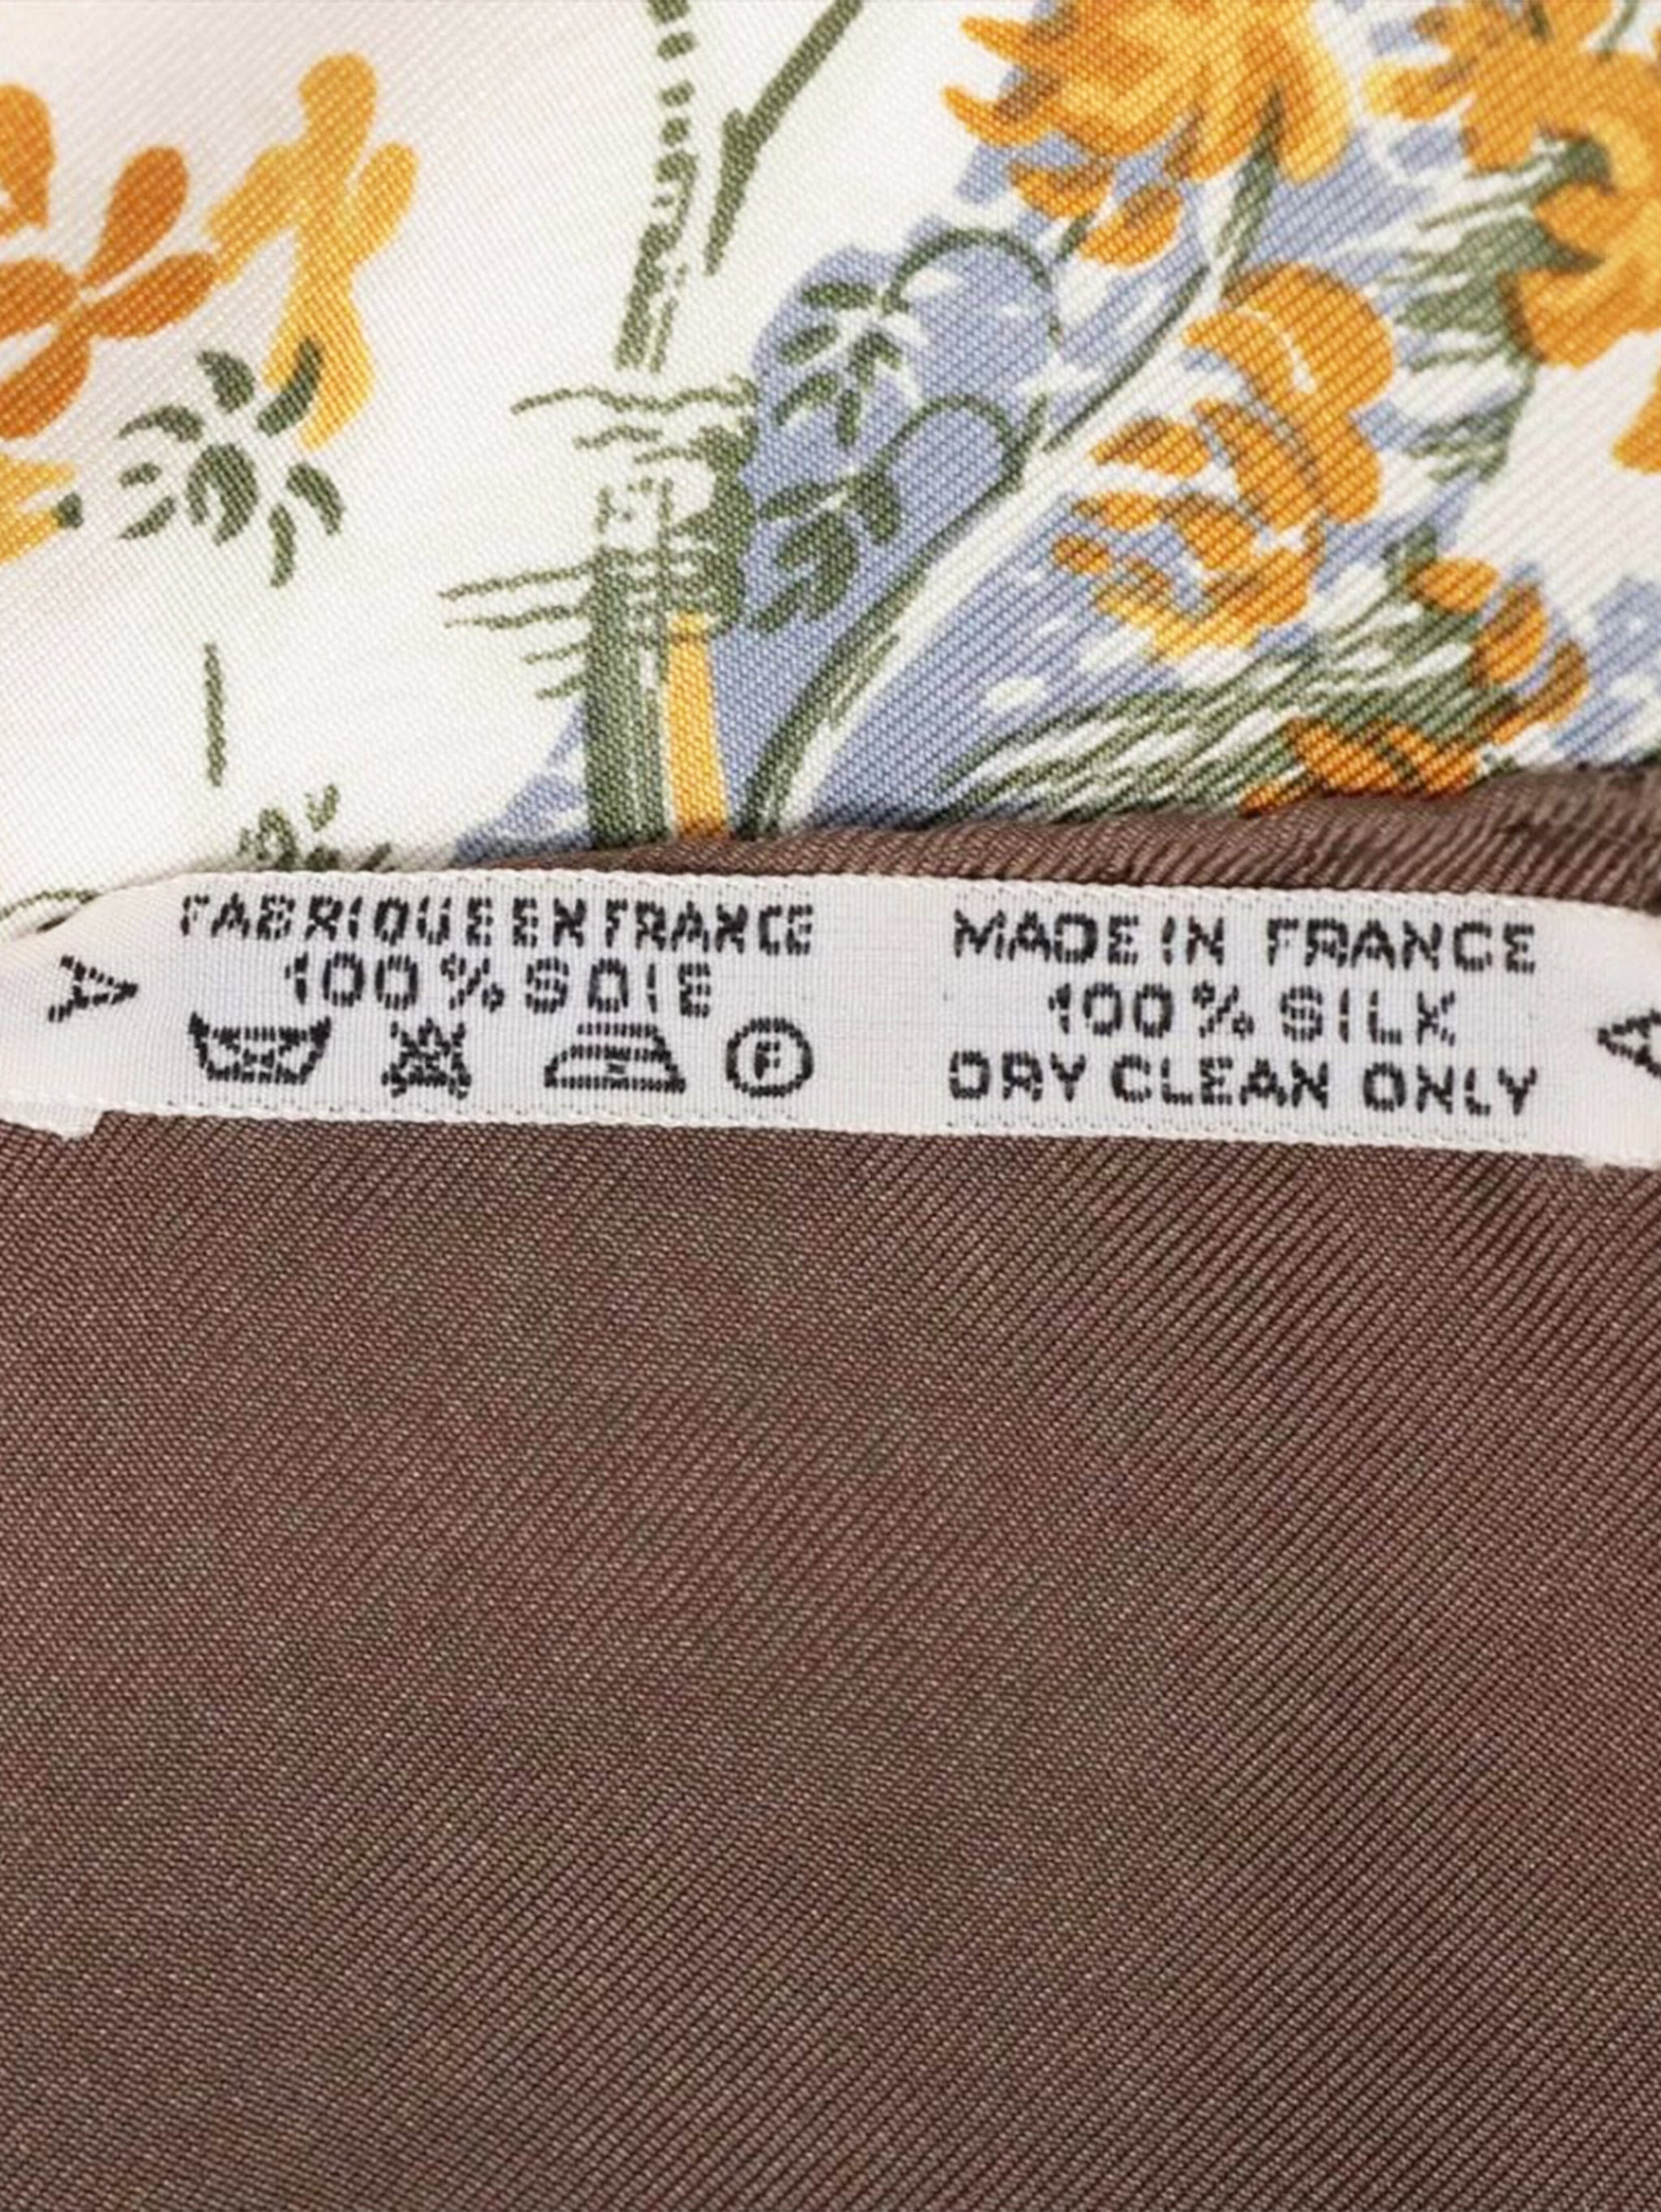 A
FABRIQUE EN FRANCE
100% SOIE
F
MADE IN FRANCE
100% SILK
DRY CLEAN ONLY
A